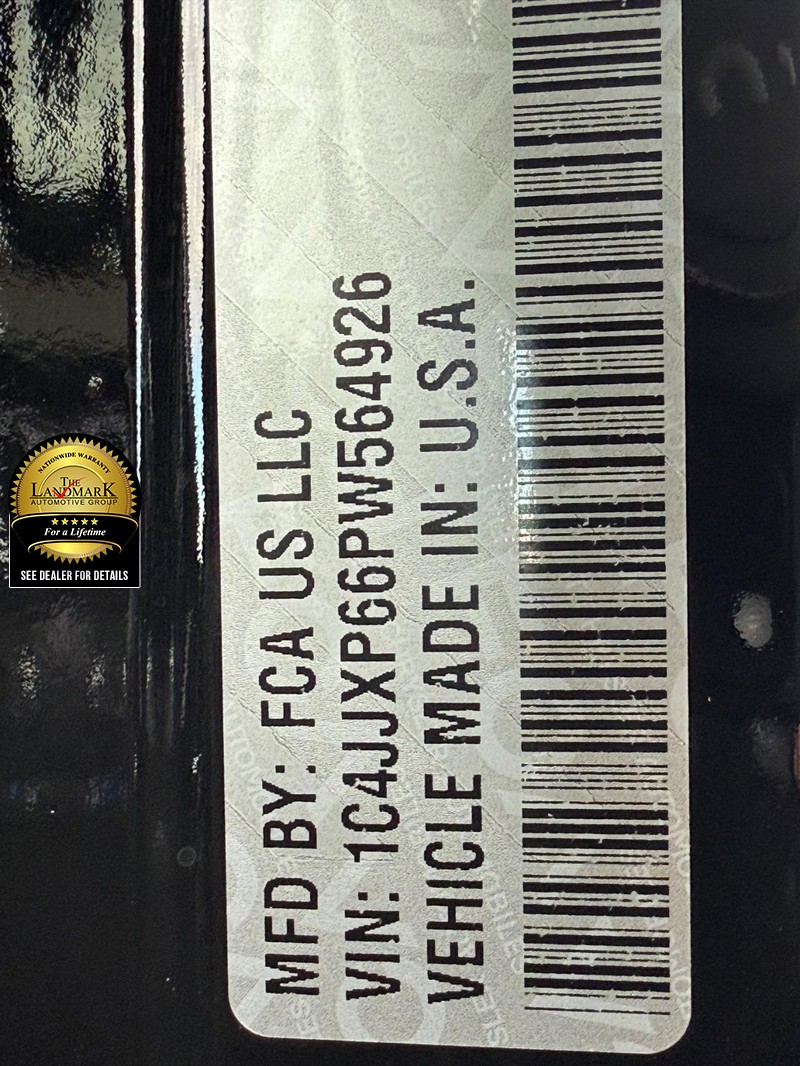 MFD BY: FCA US LLC
VIN: 1C4JJXP66PW564926
VEHICLE MADE IN: U.S.A.
NATIONWIDE WARRANTY
THE
LANDMARK
AUTOMOTIVE GROUP
For a Lifetime
SEE DEALER FOR DETAILS